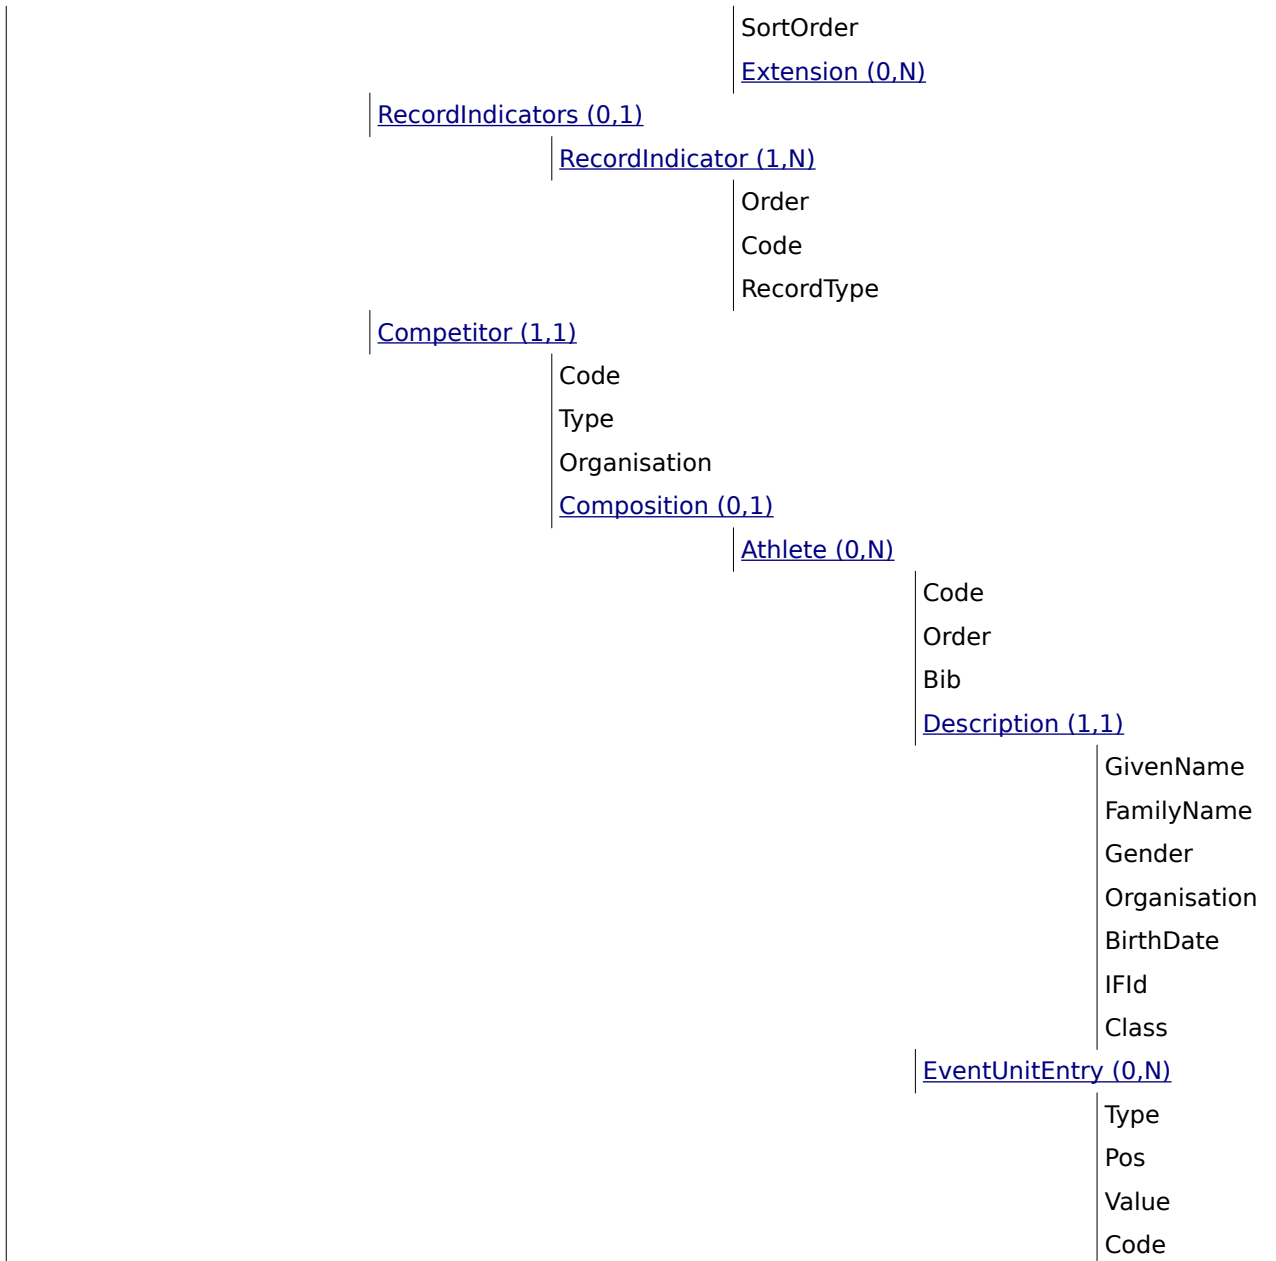 SortOrder
Extension (0,N)
RecordIndicators (0,1)
RecordIndicator (1,N)
Order
Code
RecordType
Competitor (1,1)
Code
Type
Organisation
Composition (0,1)
Athlete (0,N)
Code
Order
Bib
Description (1,1)
GivenName
FamilyName
Gender
Organisation
BirthDate
IFId
Class
EventUnitEntry (0,N)
Type
Pos
Value
Code